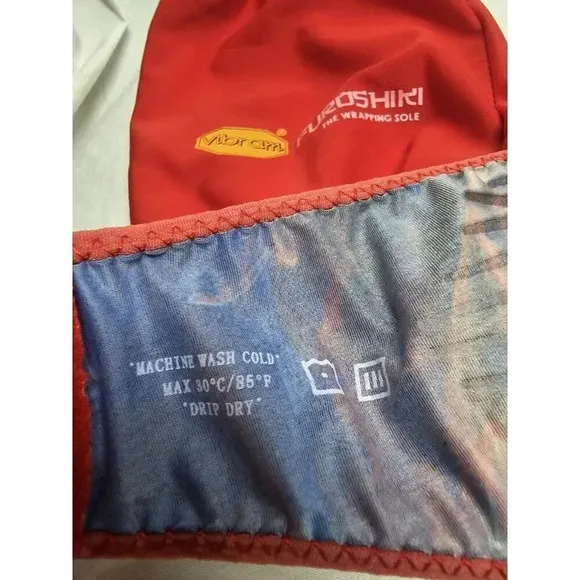 vibram®
FUROSHIKI
THE WRAPPING SOLE
"MACHINE WASH COLD"
MAX 30°C/85°F
"DRIP DRY"